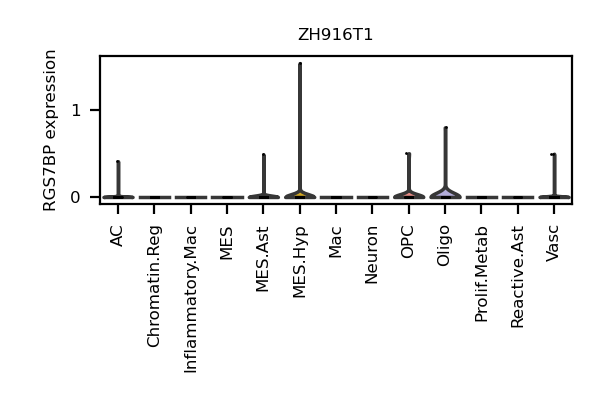 ZH916T1
RGS7BP expression
1
0
AC
Chromatin.Reg
Inflammatory.Mac
MES
MES.Ast
MES.Hyp
Mac
Neuron
OPC
Oligo
Prolif.Metab
Reactive.Ast
Vasc